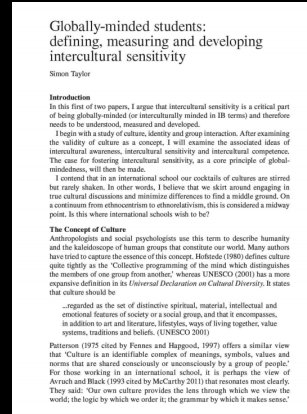 Globally-minded students:
defining, measuring and developing
intercultural sensitivity
Simon Taylor
Introduction
In this first of two papers, I argue that intercultural sensitivity is a critical part
of being globally-minded (or interculturally minded in IB terms) and therefore
needs to be understood, measured and developed.
I begin with a study of culture, identity and group interaction. After examining
the validity of culture as a concept, I will examine the associated ideas of
intercultural awareness, intercultural sensitivity and intercultural competence.
The case for fostering intercultural sensitivity, as a core principle of global-
mindedness, will then be made.
I contend that in an international school our cocktails of cultures are stirred
but rarely shaken. In other words, I believe that we skirt around engaging in
true cultural discussions and minimize differences to find a middle ground. On
a continuum from ethnocentrism to ethnorelativism, this is considered a midway
point. Is this where international schools wish to be?
The Concept of Culture
Anthropologists and social psychologists use this term to describe humanity
and the kaleidoscope of human groups that constitute our world. Many authors
have tried to capture the essence of this concept. Hofstede (1980) defines culture
quite tightly as the 'Collective programming of the mind which distinguishes
the members of one group from another,' whereas UNESCO (2001) has a more
expansive definition in its Universal Declaration on Cultural Diversity. It states
that culture should be
...regarded as the set of distinctive spiritual, material, intellectual and
emotional features of society or a social group, and that it encompasses,
in addition to art and literature, lifestyles, ways of living together, value
systems, traditions and beliefs. (UNESCO 2001)
Patterson (1975 cited by Fennes and Hapgood, 1997) offers a similar view
that 'Culture is an identifiable complex of meanings, symbols, values and
norms that are shared consciously or unconsciously by a group of people.'
For those working in an international school, it is perhaps the view of
Avruch and Black (1993 cited by McCarthy 2011) that resonates most clearly.
They said: 'Our own culture provides the lens through which we view the
world; the logic by which we order it; the grammar by which it makes sense.'